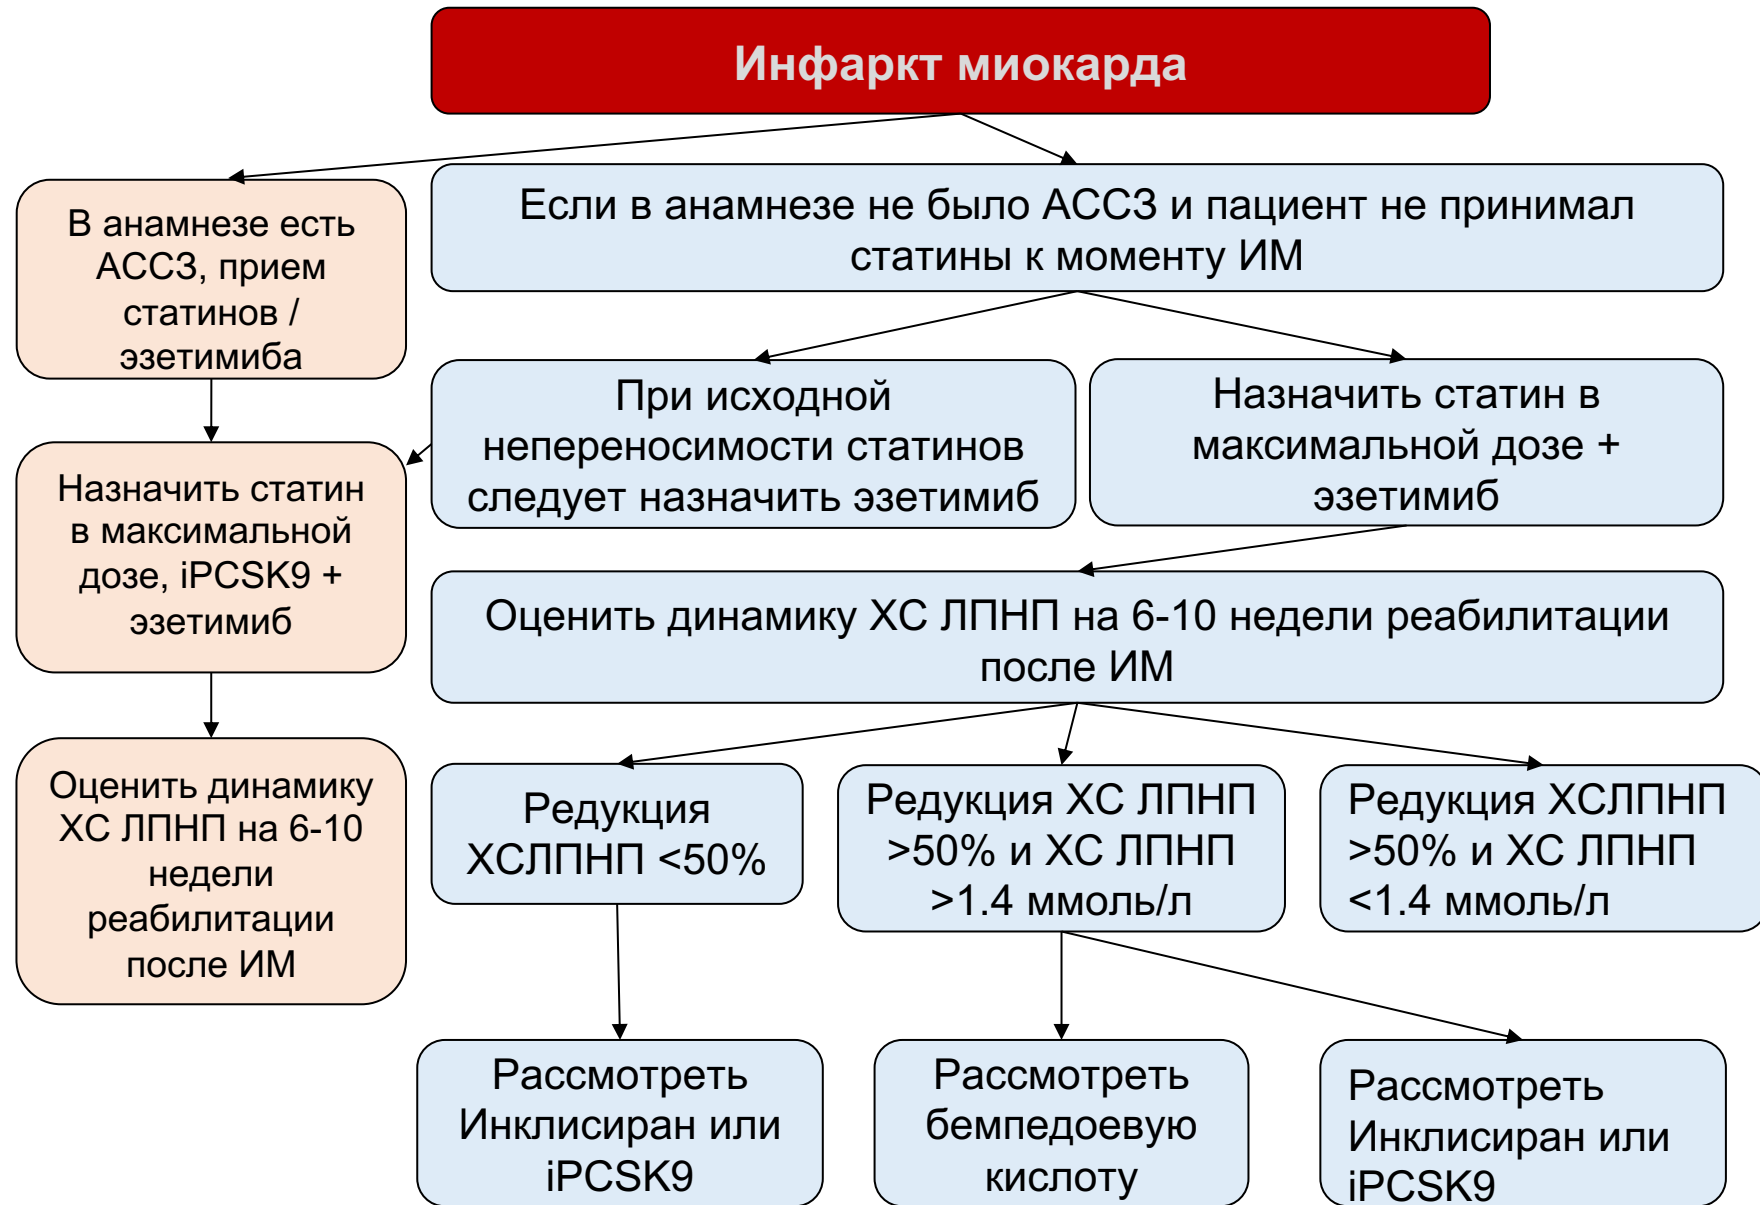 Инфаркт миокарда
В анамнезе есть
АССЗ, прием
статинов /
эзетимиба
Если в анамнезе не было АССЗ и пациент не принимал
статины к моменту ИМ
При исходной
непереносимости статинов
следует назначить эзетимиб
Назначить статин в
максимальной дозе +
эзетимиб
Назначить статин
в максимальной
дозе, iPCSK9 +
эзетимиб
Оценить динамику ХС ЛПНП на 6-10 недели реабилитации
после ИМ
Оценить динамику
ХС ЛПНП на 6-10
недели
реабилитации
после ИМ
Редукция
ХСЛПНП <50%
Редукция ХС ЛПНП
>50% и ХС ЛПНП
>1.4 ммоль/л
Редукция ХСЛПНП
>50% и ХС ЛПНП
<1.4 ммоль/л
Рассмотреть
Инклисиран или
iPCSK9
Рассмотреть
бемпедоевую
кислоту
Рассмотреть
Инклисиран или
iPCSK9